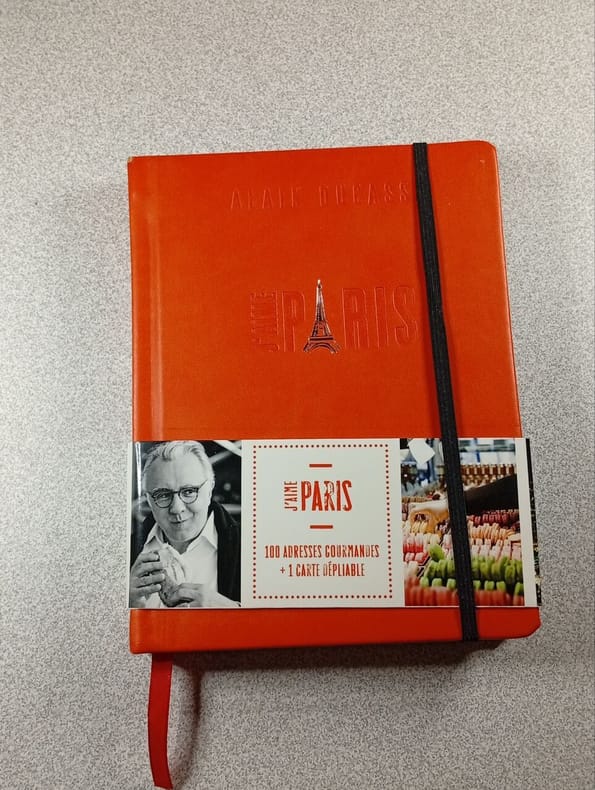 ALAIN DUCASS
J'AIME PARIS
J'AIME PARIS
100 ADRESSES GOURMANDES
+ 1 CARTE DÉPLIABLE